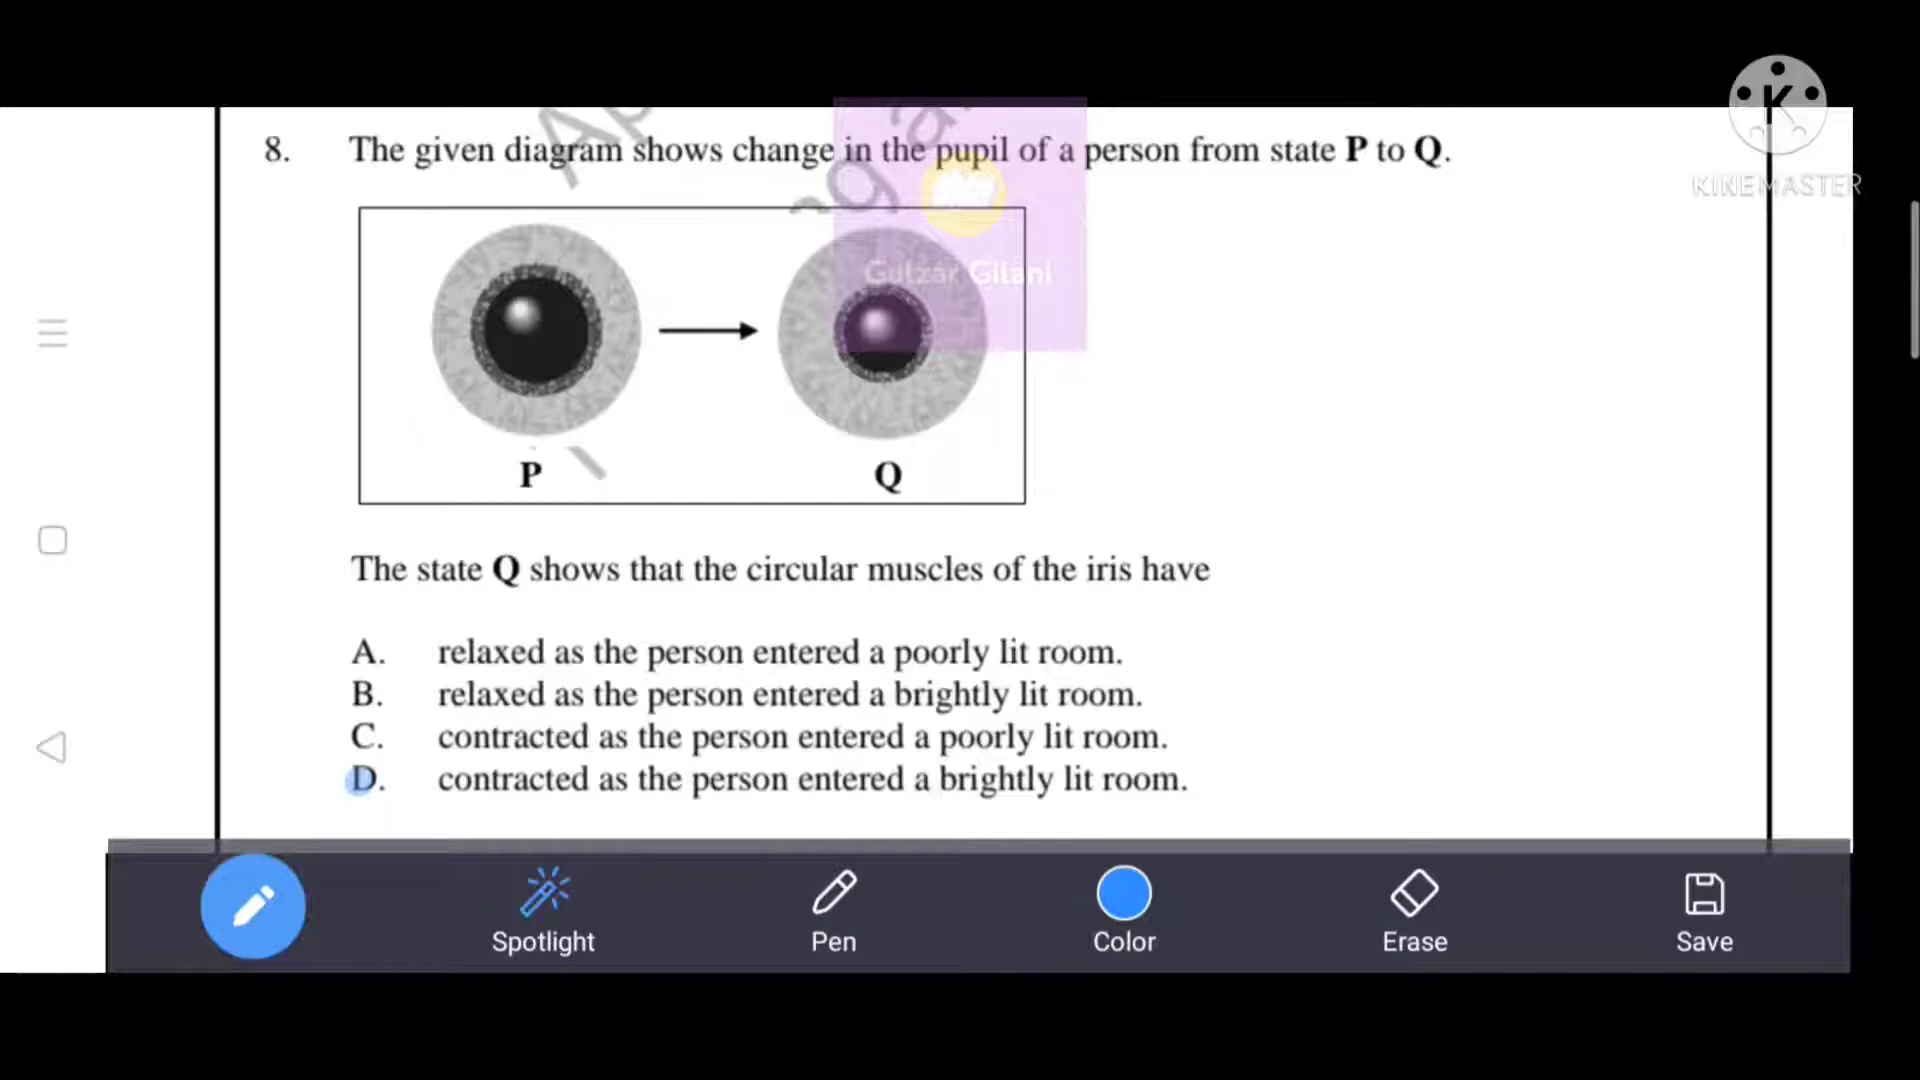 KINEMASTER
8. The given diagram shows change in the pupil of a person from state P to Q.
Gulzar Gilani
P
Q
The state Q shows that the circular muscles of the iris have
A. relaxed as the person entered a poorly lit room.
B. relaxed as the person entered a brightly lit room.
C. contracted as the person entered a poorly lit room.
D. contracted as the person entered a brightly lit room.
Spotlight
Pen
Color
Erase
Save